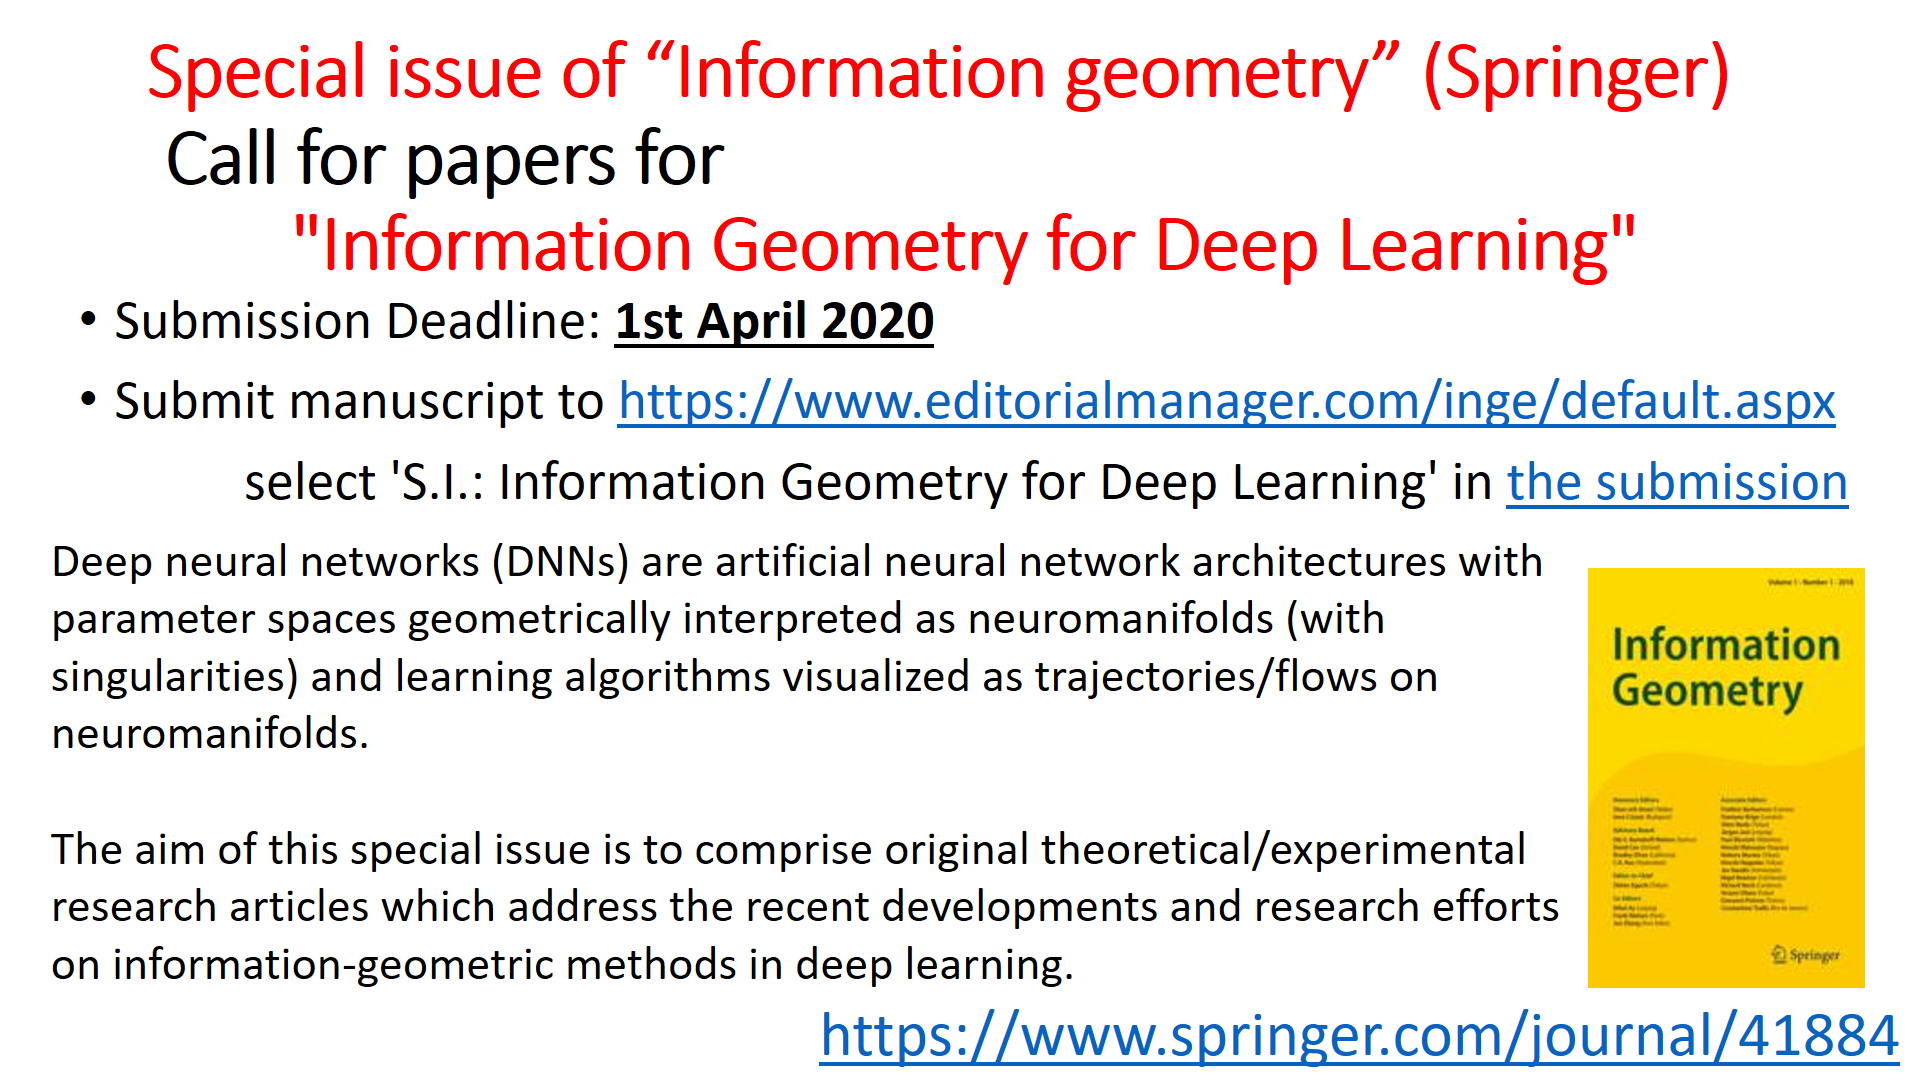 Special issue of “Information geometry” (Springer)
Call for papers for
"Information Geometry for Deep Learning"
• Submission Deadline: 1st April 2020
• Submit manuscript to https://www.editorialmanager.com/inge/default.aspx
select 'S.I.: Information Geometry for Deep Learning' in the submission
Deep neural networks (DNNs) are artificial neural network architectures with
parameter spaces geometrically interpreted as neuromanifolds (with
singularities) and learning algorithms visualized as trajectories/flows on
neuromanifolds.
The aim of this special issue is to comprise original theoretical/experimental
research articles which address the recent developments and research efforts
on information-geometric methods in deep learning.
Volume 1 · Number 1 · 2018
Information
Geometry
Springer
https://www.springer.com/journal/41884